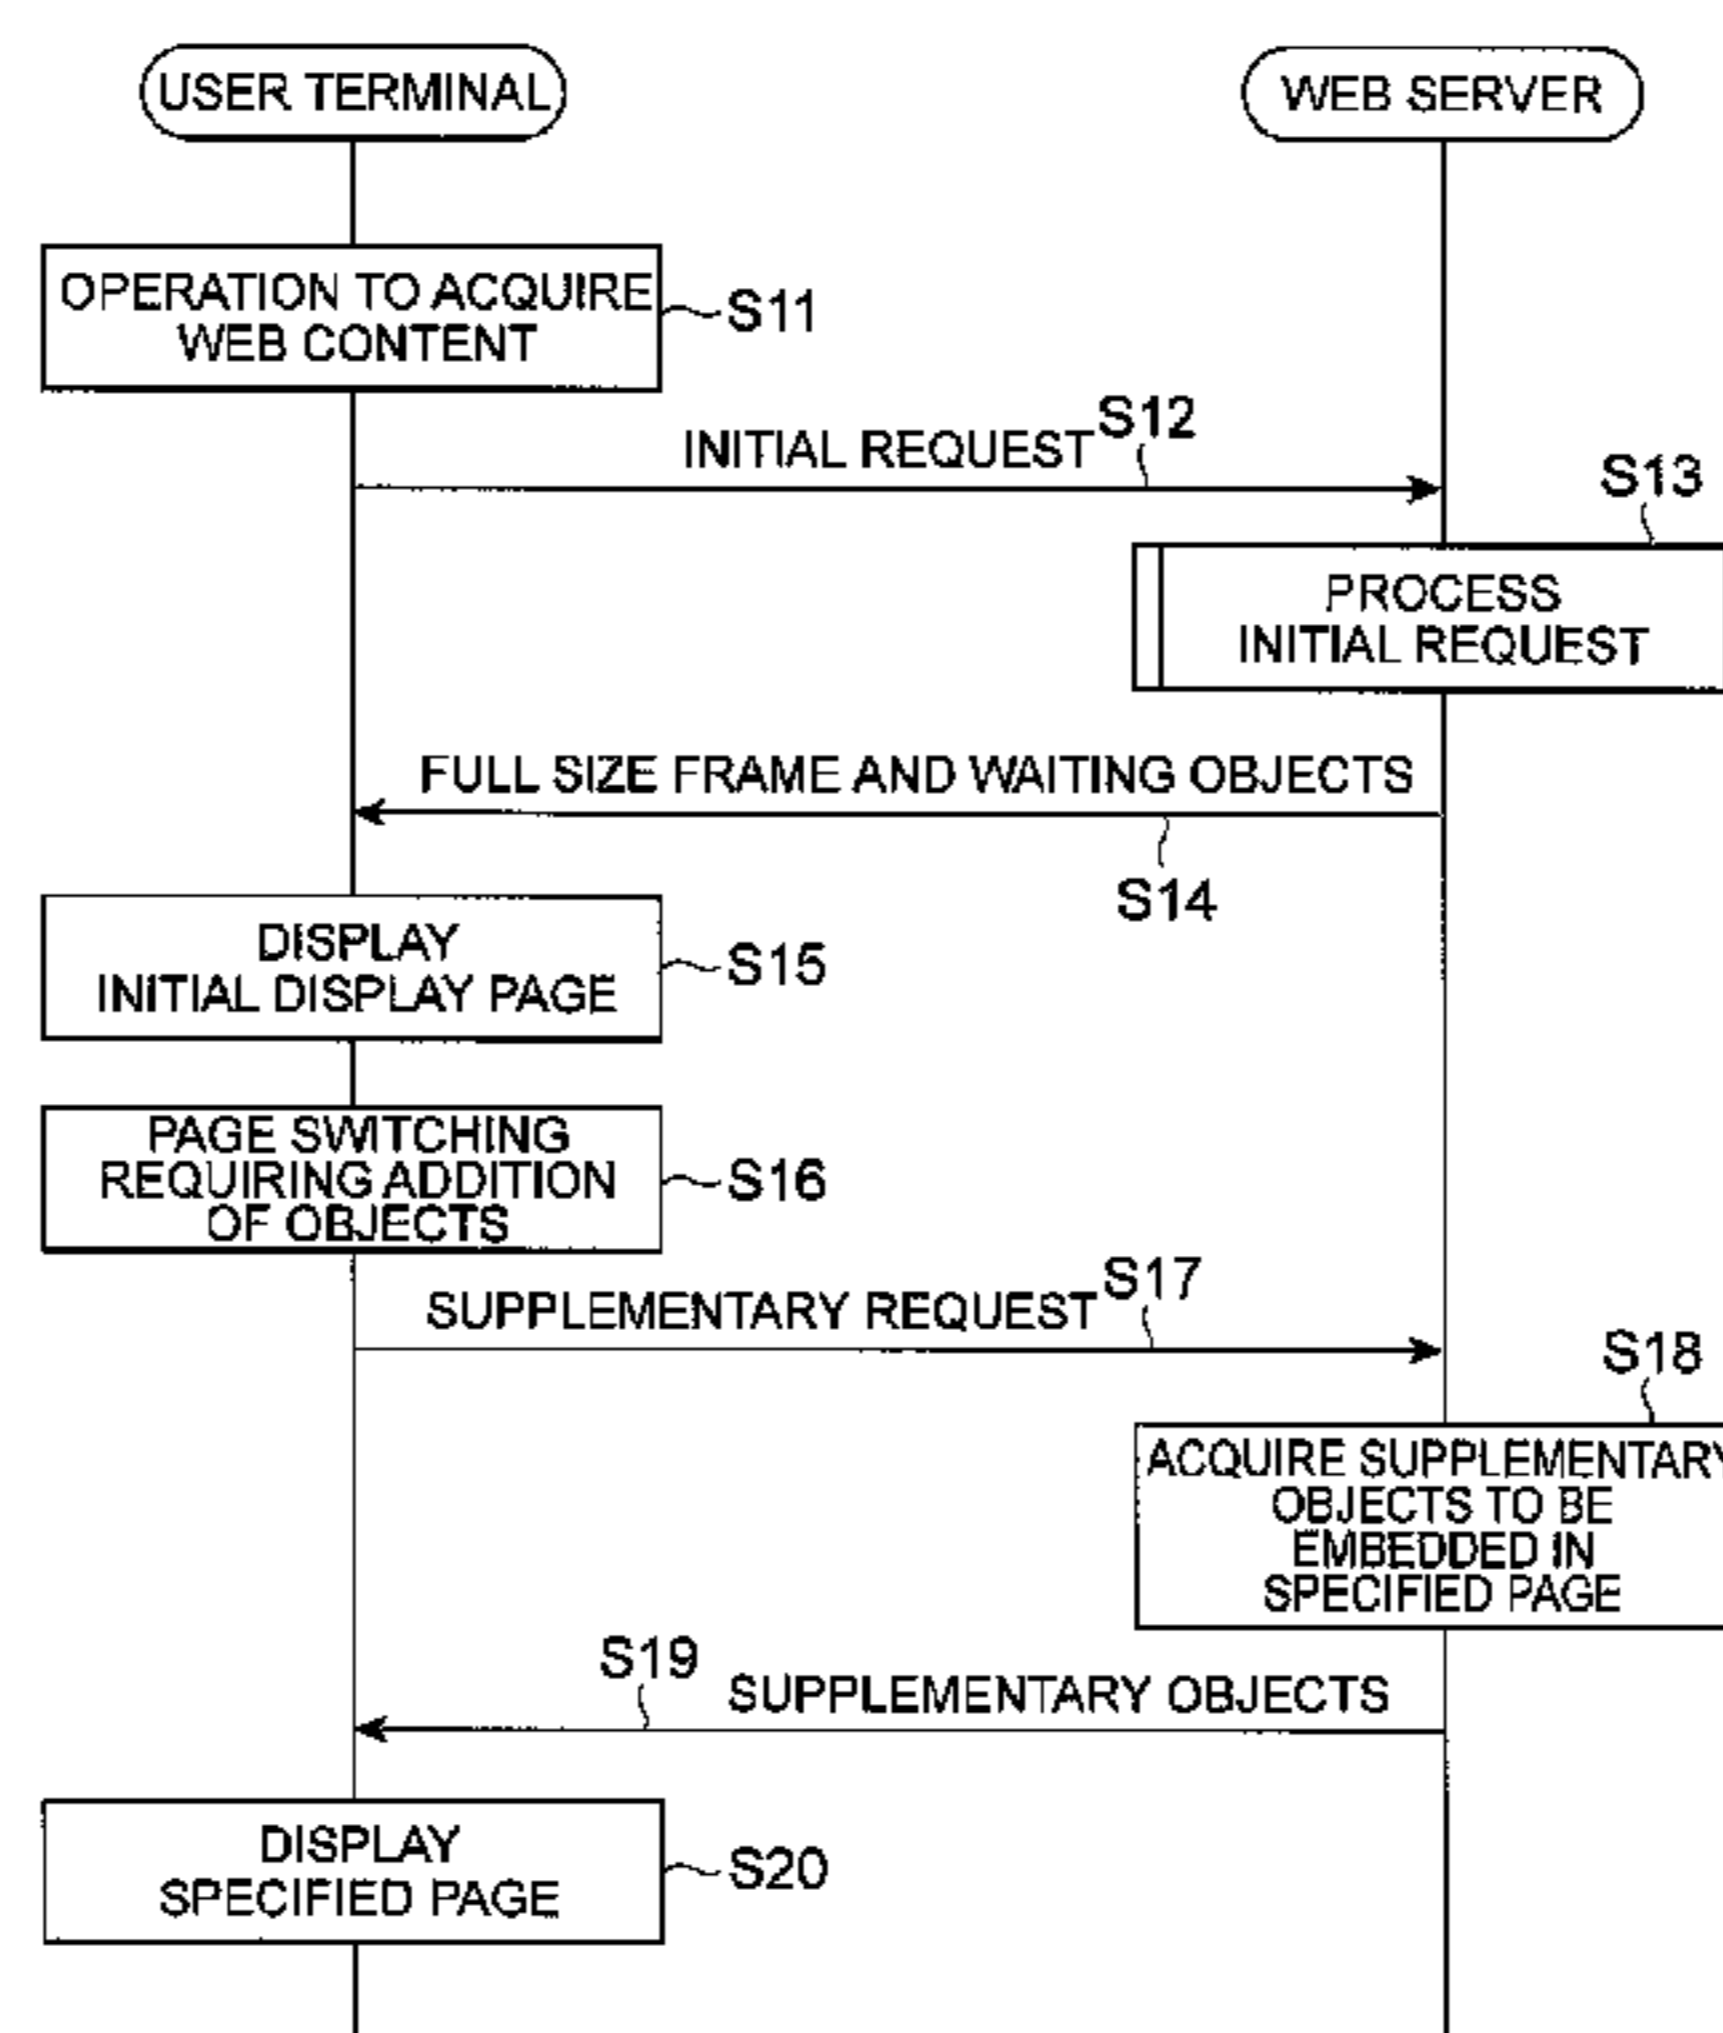 USER TERMINAL
WEB SERVER
OPERATION TO ACQUIRE
WEB CONTENT
S11
INITIAL REQUEST
S12
S13
PROCESS
INITIAL REQUEST
FULL SIZE FRAME AND WAITING OBJECTS
S14
DISPLAY
INITIAL DISPLAY PAGE
S15
PAGE SWITCHING
REQUIRING ADDITION
OF OBJECTS
S16
SUPPLEMENTARY REQUEST
S17
S18
ACQUIRE SUPPLEMENTARY
OBJECTS TO BE
EMBEDDED IN
SPECIFIED PAGE
S19
SUPPLEMENTARY OBJECTS
DISPLAY
SPECIFIED PAGE
S20